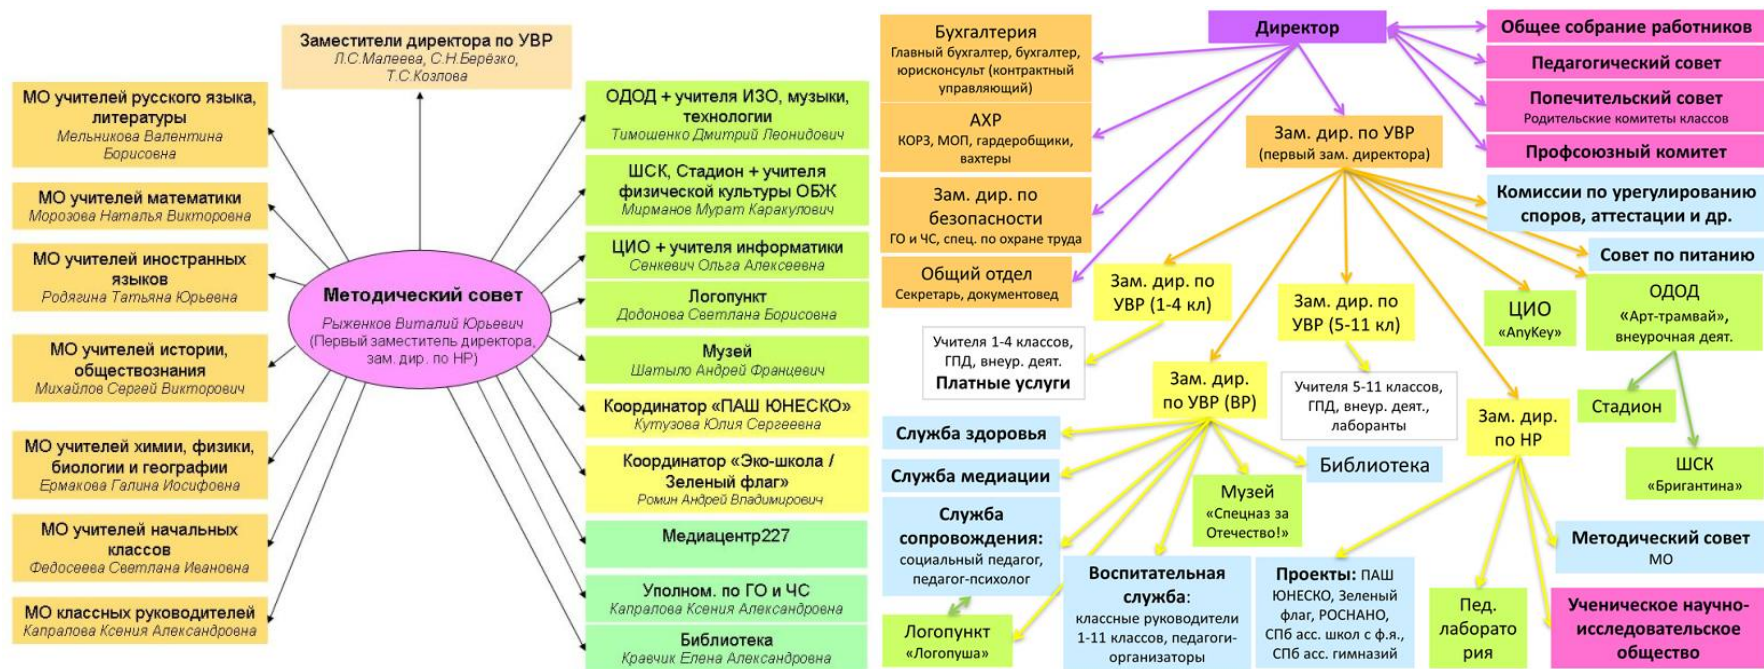 Заместители директора по УВР
Л.С.Малеева, С.Н.Берёзко,
Т.С.Козлова
МО учителей русского языка,
литературы
Мельникова Валентина
Борисовна
МО учителей математики
Морозова Наталья Викторовна
МО учителей иностранных
языков
Родягина Татьяна Юрьевна
МО учителей истории,
обществознания
Михайлов Сергей Викторович
МО учителей химии, физики,
биологии и географии
Ермакова Галина Иосифовна
МО учителей начальных
классов
Федосеева Светлана Ивановна
МО классных руководителей
Капралова Ксения Александровна
Методический совет
Рыженков Виталий Юрьевич
(Первый заместитель директора,
зам. дир. по НР)
ОДОД + учителя ИЗО, музыки,
технологии
Тимошенко Дмитрий Леонидович
ШСК, Стадион + учителя
физической культуры ОБЖ
Мирманов Мурат Каракулович
ЦИО + учителя информатики
Сенкевич Ольга Алексеевна
Логопункт
Додонова Светлана Борисовна
Музей
Шатыло Андрей Францевич
Координатор «ПАШ ЮНЕСКО»
Кутузова Юлия Сергеевна
Координатор «Эко-школа /
Зеленый флаг»
Ромин Андрей Владимирович
Медиацентр227
Уполном. по ГО и ЧС
Капралова Ксения Александровна
Библиотека
Кравчик Елена Александровна
Директор
Бухгалтерия
Главный бухгалтер, бухгалтер,
юрисконсульт (контрактный
управляющий)
АХР
КОРЗ, МОП, гардеробщики,
вахтеры
Зам. дир. по
безопасности
ГО и ЧС, спец. по охране труда
Общий отдел
Секретарь, документовед
Общее собрание работников
Педагогический совет
Попечительский совет
Родительские комитеты классов
Профсоюзный комитет
Зам. дир. по УВР
(первый зам. директора)
Комиссии по урегулированию
споров, аттестации и др.
Совет по питанию
Зам. дир. по
УВР (1-4 кл)
Зам. дир. по
УВР (5-11 кл)
ЦИО
«AnyKey»
ОДОД
«Арт-трамвай»,
внеурочная деят.
Учителя 1-4 классов,
ГПД, внеур. деят.
Платные услуги
Зам. дир.
по УВР (ВР)
Учителя 5-11 классов,
ГПД, внеур. деят.,
лаборанты
Зам. дир.
по НР
Стадион
ШСК
«Бригантина»
Служба здоровья
Служба медиации
Служба
сопровождения:
социальный педагог,
педагог-психолог
Логопункт
«Логопуша»
Воспитательная
служба:
классные руководители
1-11 классов, педагоги-
организаторы
Музей
«Спецназ за
Отечество!»
Библиотека
Проекты: ПАШ
ЮНЕСКО, Зеленый
флаг, РОСНАНО,
СПб асс. школ с ф.я.,
СПб асс. гимназий
Пед.
лаборато
рия
Методический совет
МО
Ученическое научно-
исследовательское
общество